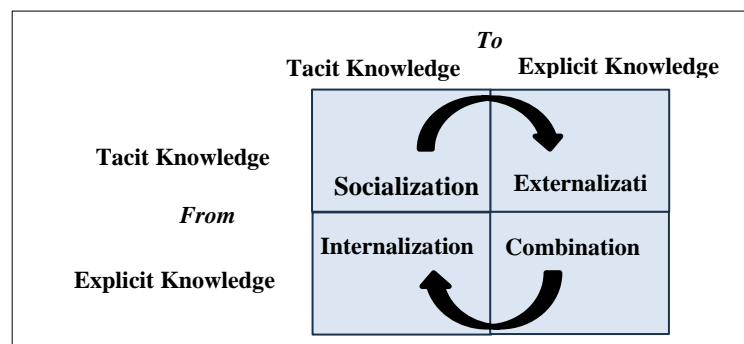 To
Tacit Knowledge Explicit Knowledge
Tacit Knowledge
Socialization Externalizati
From
Internalization Combination
Explicit Knowledge